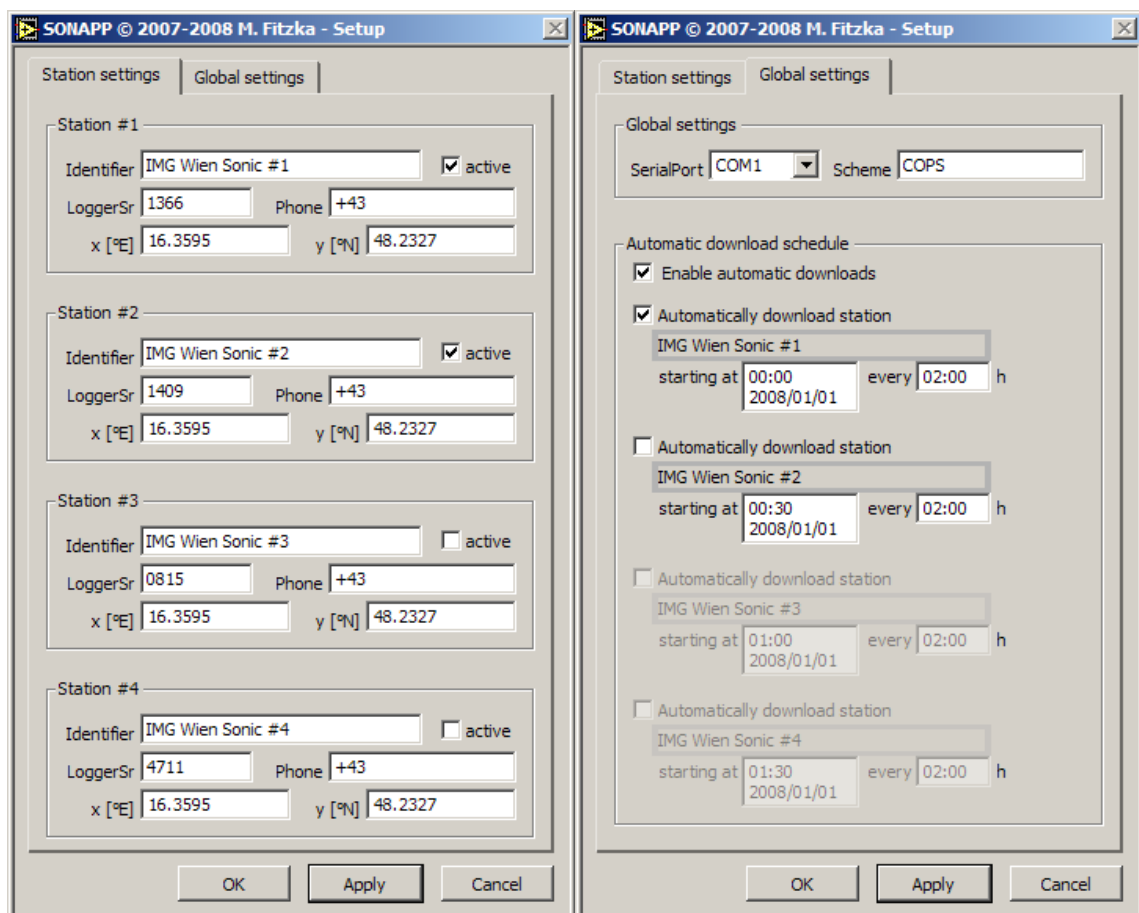 SONAPP © 2007-2008 M. Fitzka - Setup
Station settings Global settings
Station #1
Identifier IMG Wien Sonic #1 active
LoggerSr 1366 Phone +43
x [ºE] 16.3595 y [ºN] 48.2327
Station #2
Identifier IMG Wien Sonic #2 active
LoggerSr 1409 Phone +43
x [ºE] 16.3595 y [ºN] 48.2327
Station #3
Identifier IMG Wien Sonic #3 active
LoggerSr 0815 Phone +43
x [ºE] 16.3595 y [ºN] 48.2327
Station #4
Identifier IMG Wien Sonic #4 active
LoggerSr 4711 Phone +43
x [ºE] 16.3595 y [ºN] 48.2327
OK Apply Cancel
SONAPP © 2007-2008 M. Fitzka - Setup
Station settings Global settings
Global settings
SerialPort COM1 Scheme COPS
Automatic download schedule
Enable automatic downloads
Automatically download station
IMG Wien Sonic #1
starting at 00:00 every 02:00 h
2008/01/01
Automatically download station
IMG Wien Sonic #2
starting at 00:30 every 02:00 h
2008/01/01
Automatically download station
IMG Wien Sonic #3
starting at 01:00 every 02:00 h
2008/01/01
Automatically download station
IMG Wien Sonic #4
starting at 01:30 every 02:00 h
2008/01/01
OK Apply Cancel